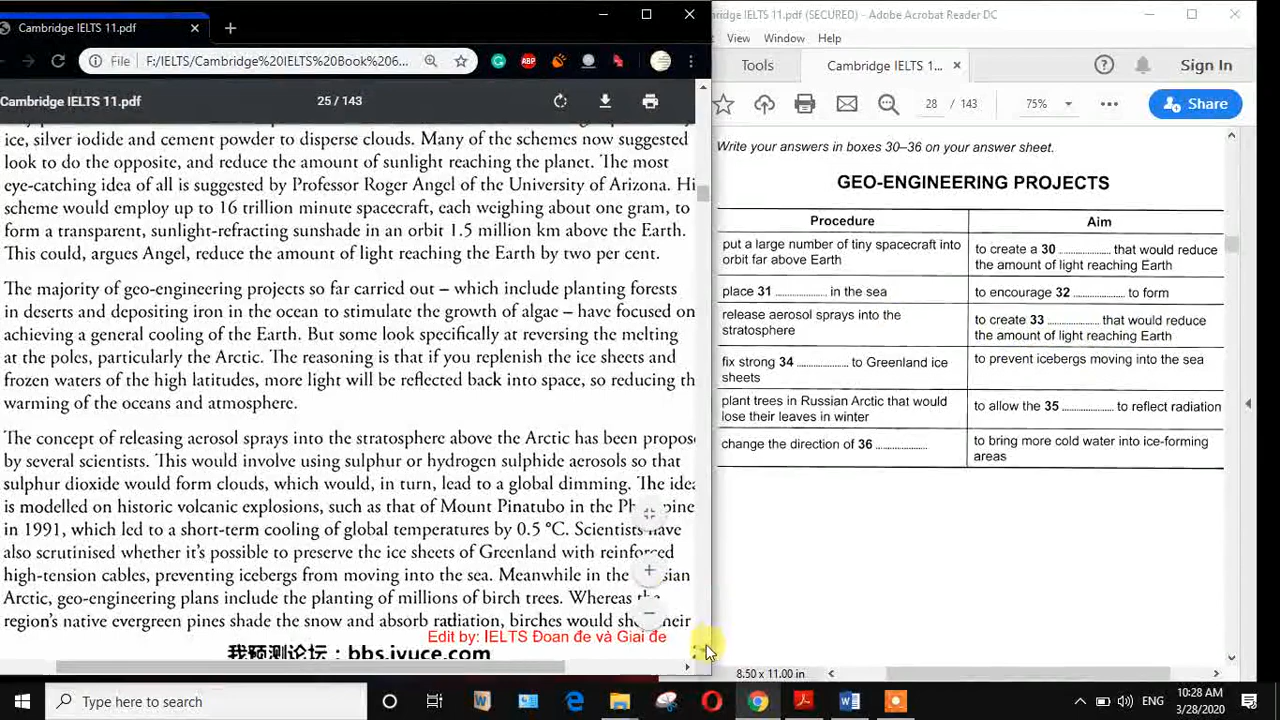 Cambridge IELTS 11.pdf
File
F:/IELTS/Cambridge%20IELTS%20Book%206...
Cambridge IELTS 11.pdf
25 / 143
ice, silver iodide and cement powder to disperse clouds. Many of the schemes now suggested
look to do the opposite, and reduce the amount of sunlight reaching the planet. The most
eye-catching idea of all is suggested by Professor Roger Angel of the University of Arizona. Hi
scheme would employ up to 16 trillion minute spacecraft, each weighing about one gram, to
form a transparent, sunlight-refracting sunshade in an orbit 1.5 million km above the Earth.
This could, argues Angel, reduce the amount of light reaching the Earth by two per cent.
The majority of geo-engineering projects so far carried out – which include planting forests
in deserts and depositing iron in the ocean to stimulate the growth of algae – have focused on
achieving a general cooling of the Earth. But some look specifically at reversing the melting
at the poles, particularly the Arctic. The reasoning is that if you replenish the ice sheets and
frozen waters of the high latitudes, more light will be reflected back into space, so reducing th
warming of the oceans and atmosphere.
The concept of releasing aerosol sprays into the stratosphere above the Arctic has been propos
by several scientists. This would involve using sulphur or hydrogen sulphide aerosols so that
sulphur dioxide would form clouds, which would, in turn, lead to a global dimming. The idea
is modelled on historic volcanic explosions, such as that of Mount Pinatubo in the Ph pine
in 1991, which led to a short-term cooling of global temperatures by 0.5 °C. Scientists have
also scrutinised whether it's possible to preserve the ice sheets of Greenland with reinforced
high-tension cables, preventing icebergs from moving into the sea. Meanwhile in the sian
Arctic, geo-engineering plans include the planting of millions of birch trees. Whereas the
region's native evergreen pines shade the snow and absorb radiation, birches would she their
Edit by: IELTS Đoan đe và Giai đe
我预测论坛：bbs.ivuce.com
ridge IELTS 11.pdf (SECURED) - Adobe Acrobat Reader DC
View Window Help
Tools
Cambridge IELTS 1...
Sign In
28 / 143
75%
Share
Write your answers in boxes 30–36 on your answer sheet.
GEO-ENGINEERING PROJECTS
Procedure
Aim
put a large number of tiny spacecraft into
orbit far above Earth
to create a 30 .............. that would reduce
the amount of light reaching Earth
place 31 .............. in the sea
to encourage 32 .............. to form
release aerosol sprays into the
stratosphere
to create 33 .............. that would reduce
the amount of light reaching Earth
fix strong 34 .............. to Greenland ice
sheets
to prevent icebergs moving into the sea
plant trees in Russian Arctic that would
lose their leaves in winter
to allow the 35 .............. to reflect radiation
change the direction of 36 ..............
to bring more cold water into ice-forming
areas
8.50 x 11.00 in
Type here to search
ENG
10:28 AM
3/28/2020